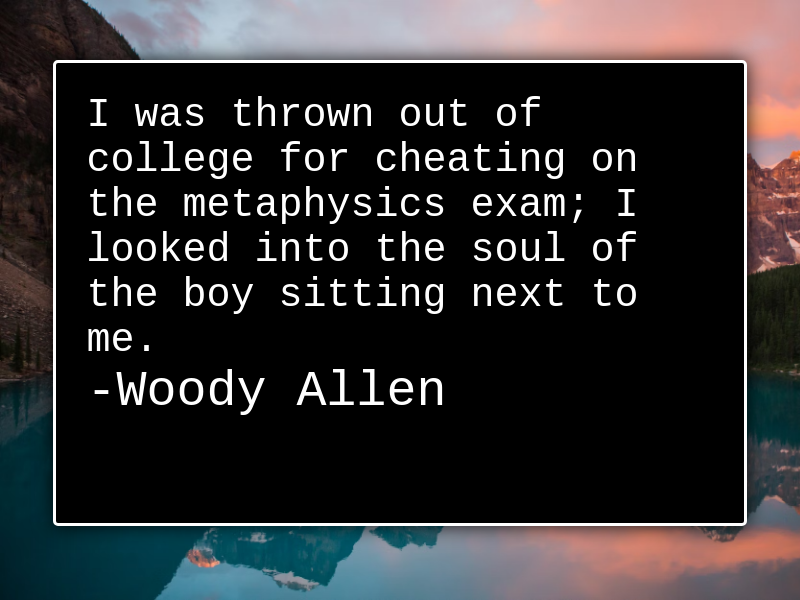 I was thrown out of
college for cheating on
the metaphysics exam; I
looked into the soul of
the boy sitting next to
me.
-Woody Allen